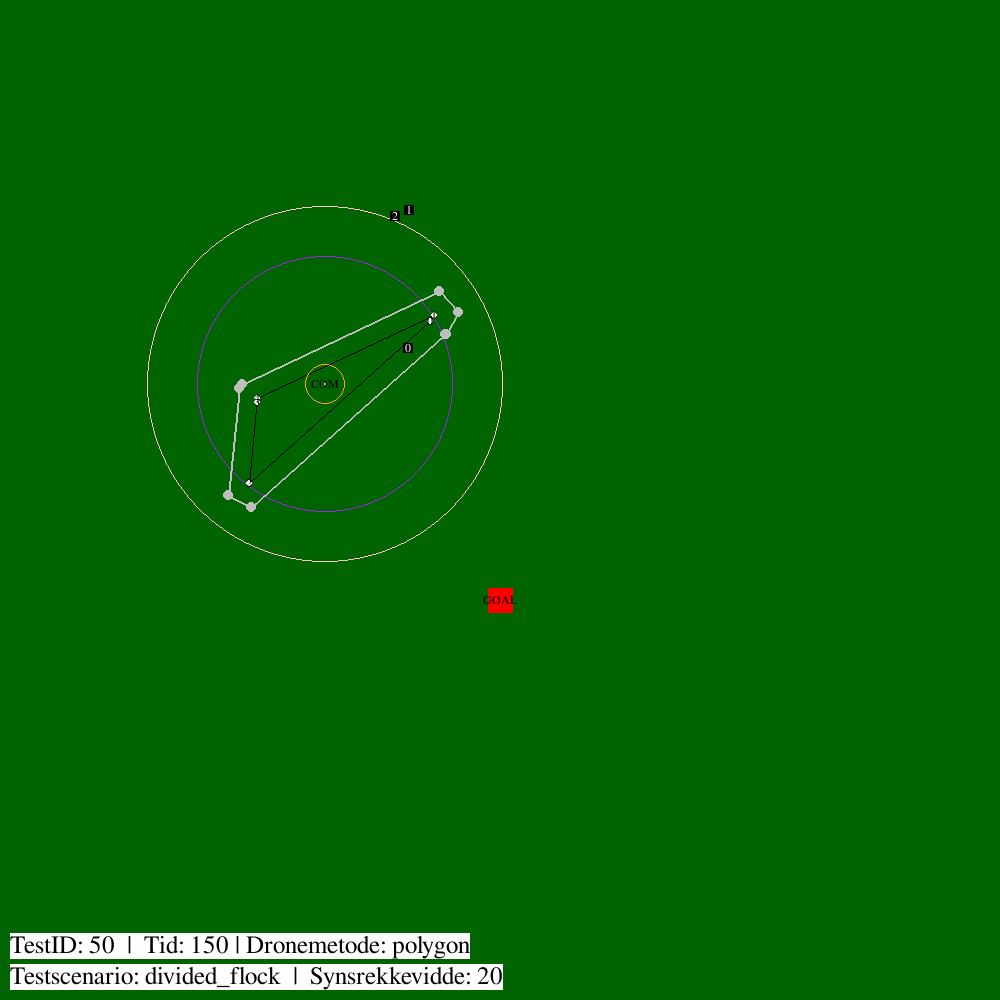 1
2
0
COM
GOAL
TestID: 50 | Tid: 150 | Dronemetode: polygon
Testscenario: divided_flock | Synsrekkevidde: 20